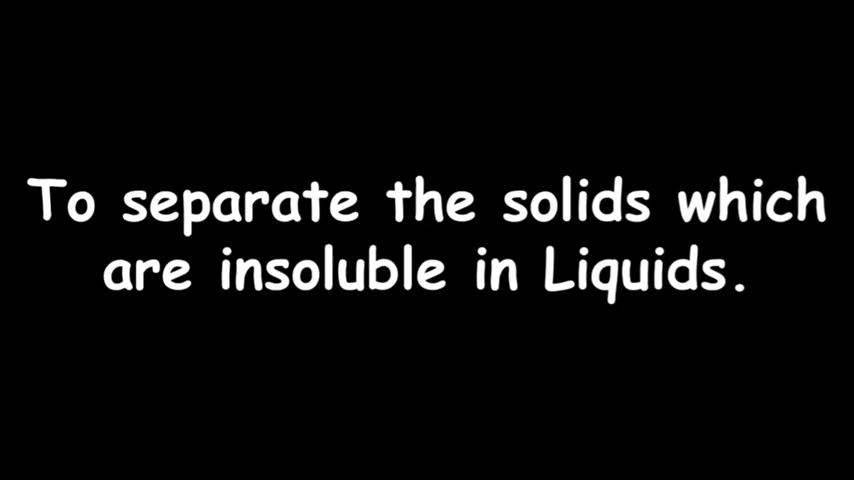 To separate the solids which
are insoluble in Liquids.